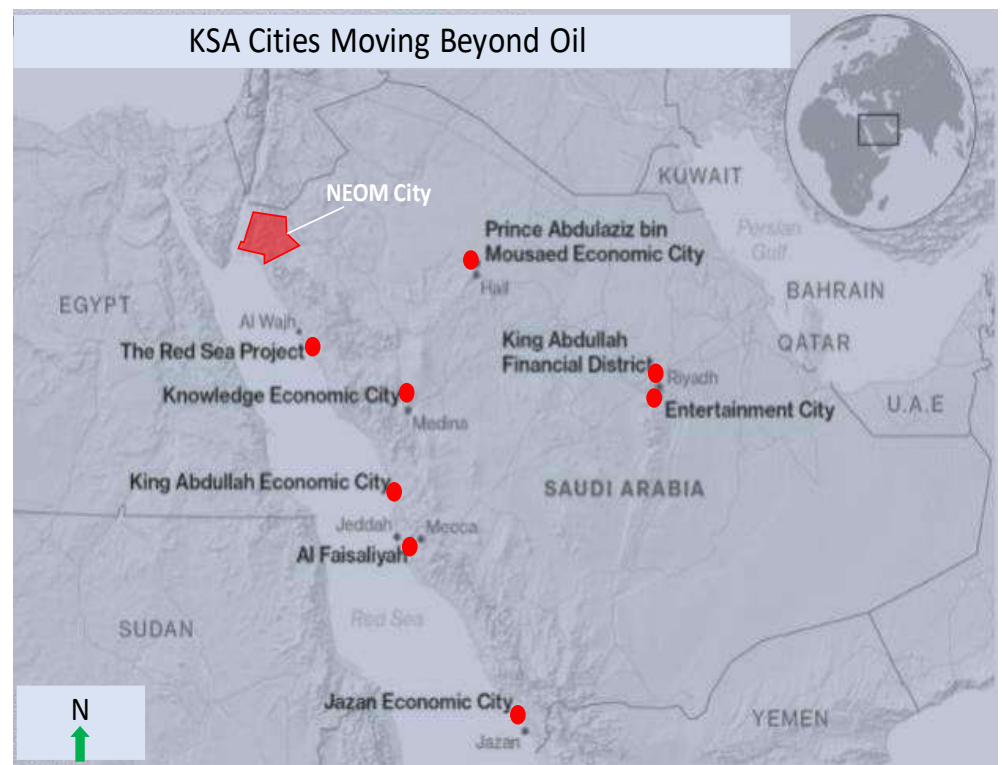 KSA Cities Moving Beyond Oil
KUWAIT
NEOM City
Persian
Gulf
Prince Abdulaziz bin
Mousaed Economic City
Hail
BAHRAIN
EGYPT
Al Wajh
QATAR
The Red Sea Project
King Abdullah
Financial District
Riyadh
Knowledge Economic City
Medina
Entertainment City
U.A.E
King Abdullah Economic City
SAUDI ARABIA
Jeddah
Mecca
Al Faisaliyah
Red Sea
SUDAN
Jazan Economic City
Jazan
YEMEN
N